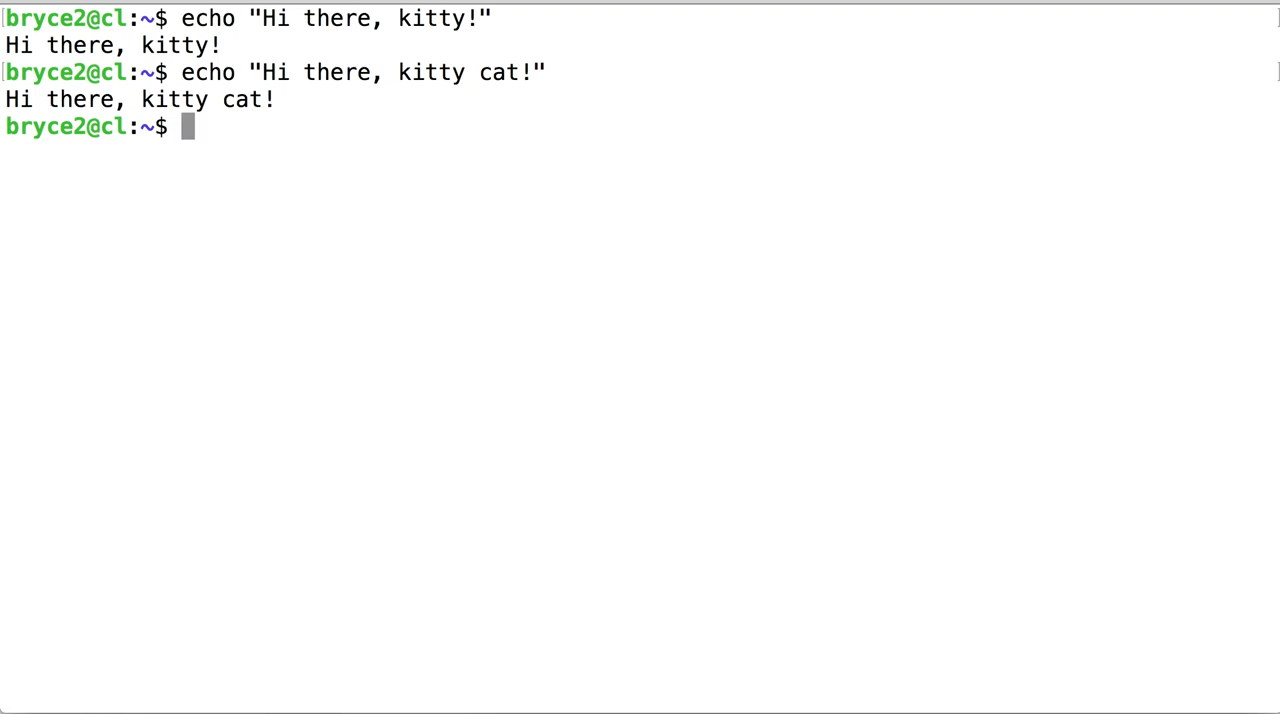 bryce2@cl:~$ echo "Hi there, kitty!"
Hi there, kitty!
bryce2@cl:~$ echo "Hi there, kitty cat!"
Hi there, kitty cat!
bryce2@cl:~$